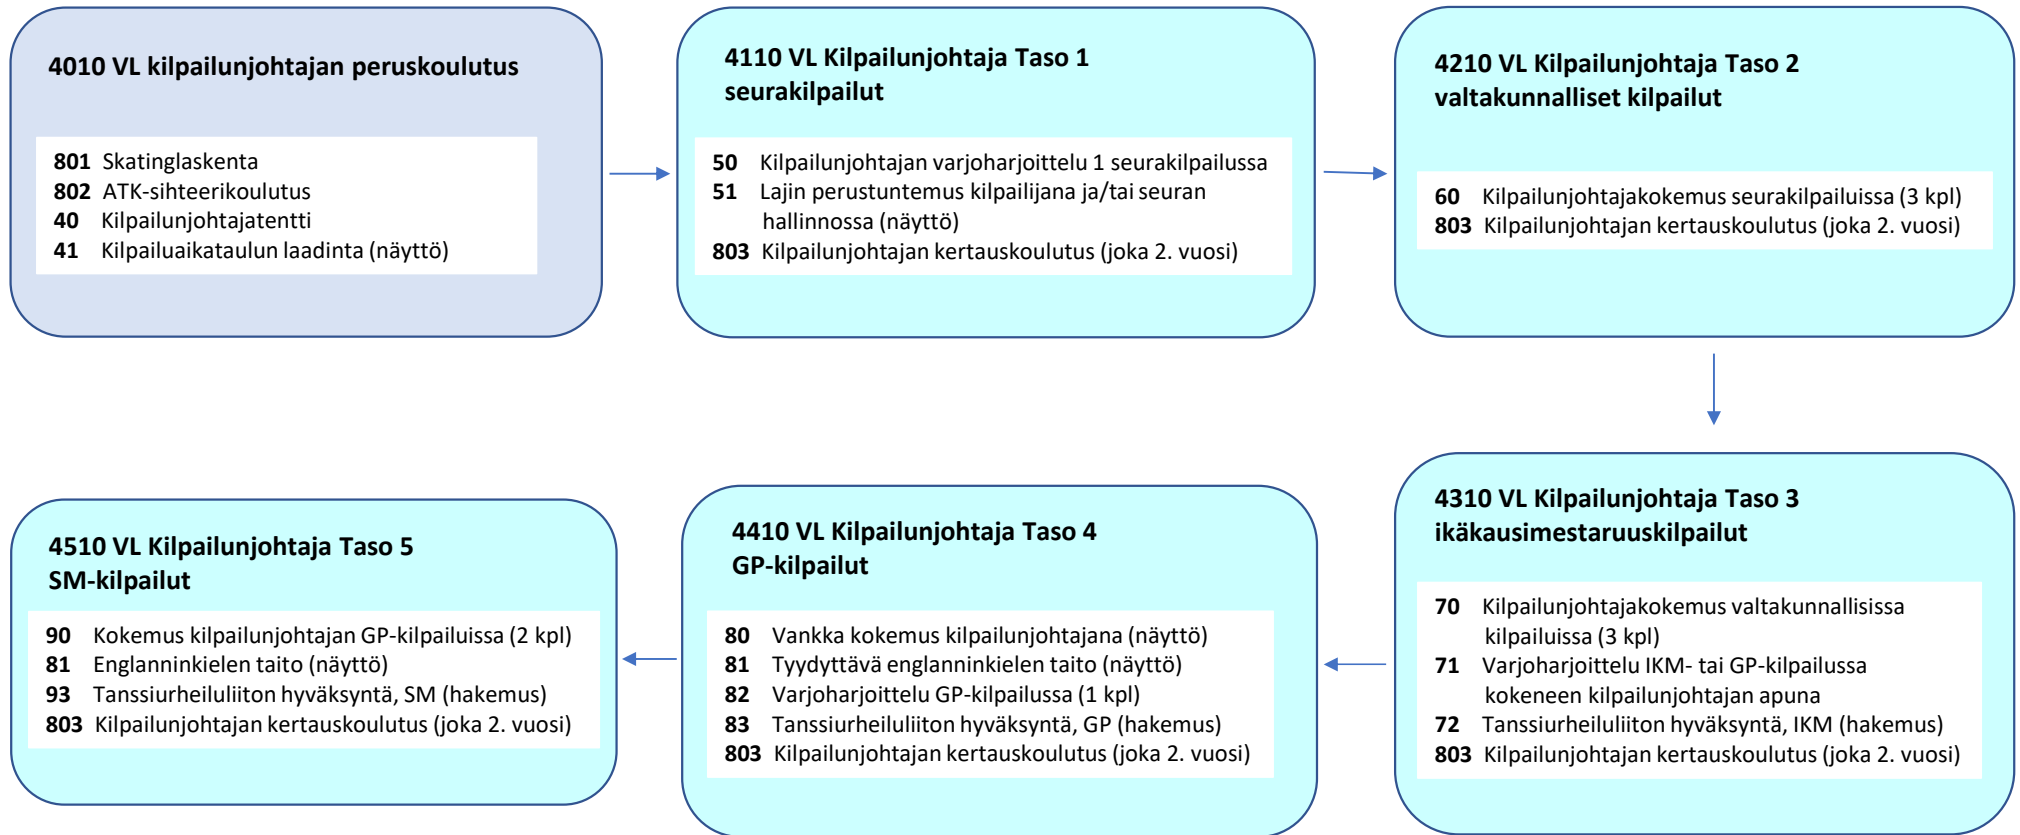 4010 VL kilpailunjohtajan peruskoulutus
801 Skatinglaskenta
802 ATK-sihteerikoulutus
40 Kilpailunjohtajatentti
41 Kilpailuaikataulun laadinta (näyttö)
4110 VL Kilpailunjohtaja Taso 1
seurakilpailut
50 Kilpailunjohtajan varjoharjoittelu 1 seurakilpailussa
51 Lajin perustuntemus kilpailijana ja/tai seuran
hallinnossa (näyttö)
803 Kilpailunjohtajan kertauskoulutus (joka 2. vuosi)
4210 VL Kilpailunjohtaja Taso 2
valtakunnalliset kilpailut
60 Kilpailunjohtajakokemus seurakilpailuissa (3 kpl)
803 Kilpailunjohtajan kertauskoulutus (joka 2. vuosi)
4310 VL Kilpailunjohtaja Taso 3
ikäkausimestaruuskilpailut
70 Kilpailunjohtajakokemus valtakunnallisissa
kilpailuissa (3 kpl)
71 Varjoharjoittelu IKM- tai GP-kilpailussa
kokeneen kilpailunjohtajan apuna
72 Tanssiurheiluliiton hyväksyntä, IKM (hakemus)
803 Kilpailunjohtajan kertauskoulutus (joka 2. vuosi)
4410 VL Kilpailunjohtaja Taso 4
GP-kilpailut
80 Vankka kokemus kilpailunjohtajana (näyttö)
81 Tyydyttävä englanninkielen taito (näyttö)
82 Varjoharjoittelu GP-kilpailussa (1 kpl)
83 Tanssiurheiluliiton hyväksyntä, GP (hakemus)
803 Kilpailunjohtajan kertauskoulutus (joka 2. vuosi)
4510 VL Kilpailunjohtaja Taso 5
SM-kilpailut
90 Kokemus kilpailunjohtajan GP-kilpailuissa (2 kpl)
81 Englanninkielen taito (näyttö)
93 Tanssiurheiluliiton hyväksyntä, SM (hakemus)
803 Kilpailunjohtajan kertauskoulutus (joka 2. vuosi)